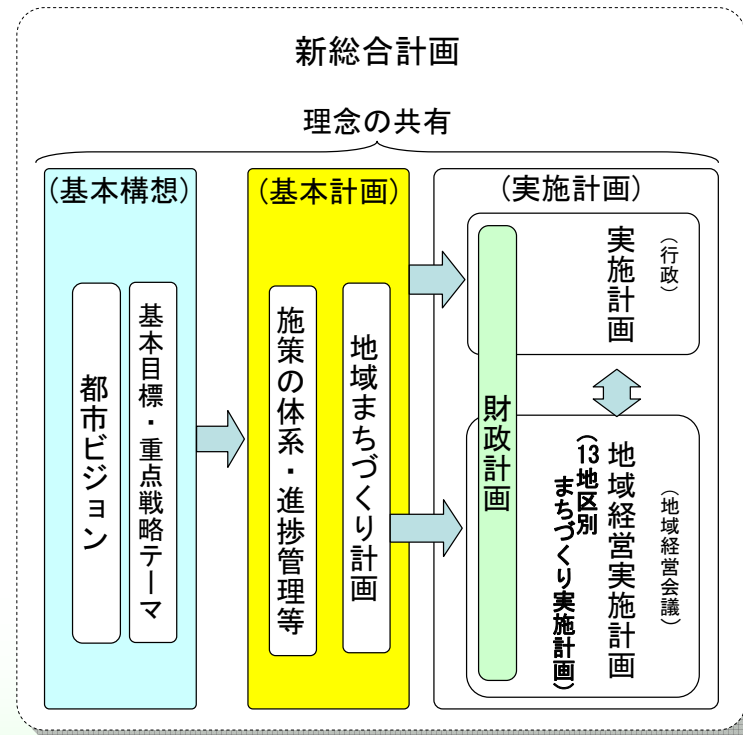 新総合計画
理念の共有
(基本構想)
都市ビジョン
基本目標・重点戦略テーマ
(基本計画)
施策の体系・進捗管理等
地域まちづくり計画
(実施計画)
財政計画
(行政)
実施計画
(地域経営会議)
地域経営実施計画
(13地区別
まちづくり実施計画)